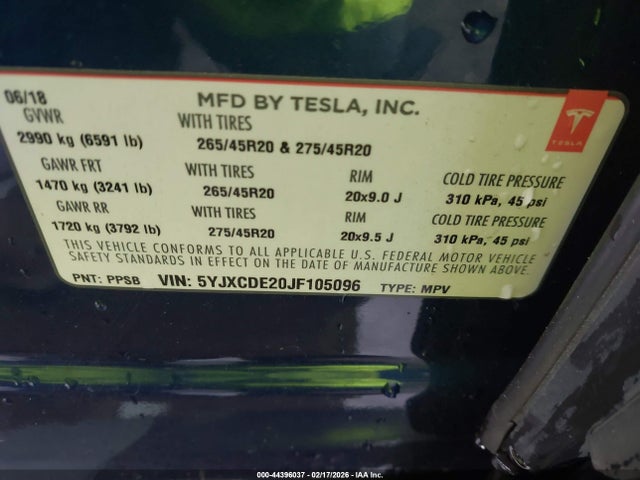 06/18 MFD BY TESLA, INC.
GVWR WITH TIRES
2990 kg (6591 lb) 265/45R20 & 275/45R20
GAWR FRT WITH TIRES RIM COLD TIRE PRESSURE
1470 kg (3241 lb) 265/45R20 20x9.0 J 310 kPa, 45 psi
GAWR RR WITH TIRES RIM COLD TIRE PRESSURE
1720 kg (3792 lb) 275/45R20 20x9.5 J 310 kPa, 45 psi
THIS VEHICLE CONFORMS TO ALL APPLICABLE U.S. FEDERAL MOTOR VEHICLE
SAFETY STANDARDS IN EFFECT ON THE DATE OF MANUFACTURE SHOWN ABOVE.
PNT: PPSB VIN: 5YJXCDE20JF105096 TYPE: MPV
TESLA
000-44396037 - 02/17/2026 - IAA Inc.